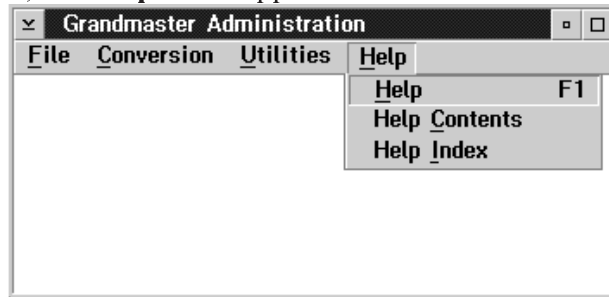 Grandmaster Administration
File Conversion Utilities Help
Help F1
Help Contents
Help Index